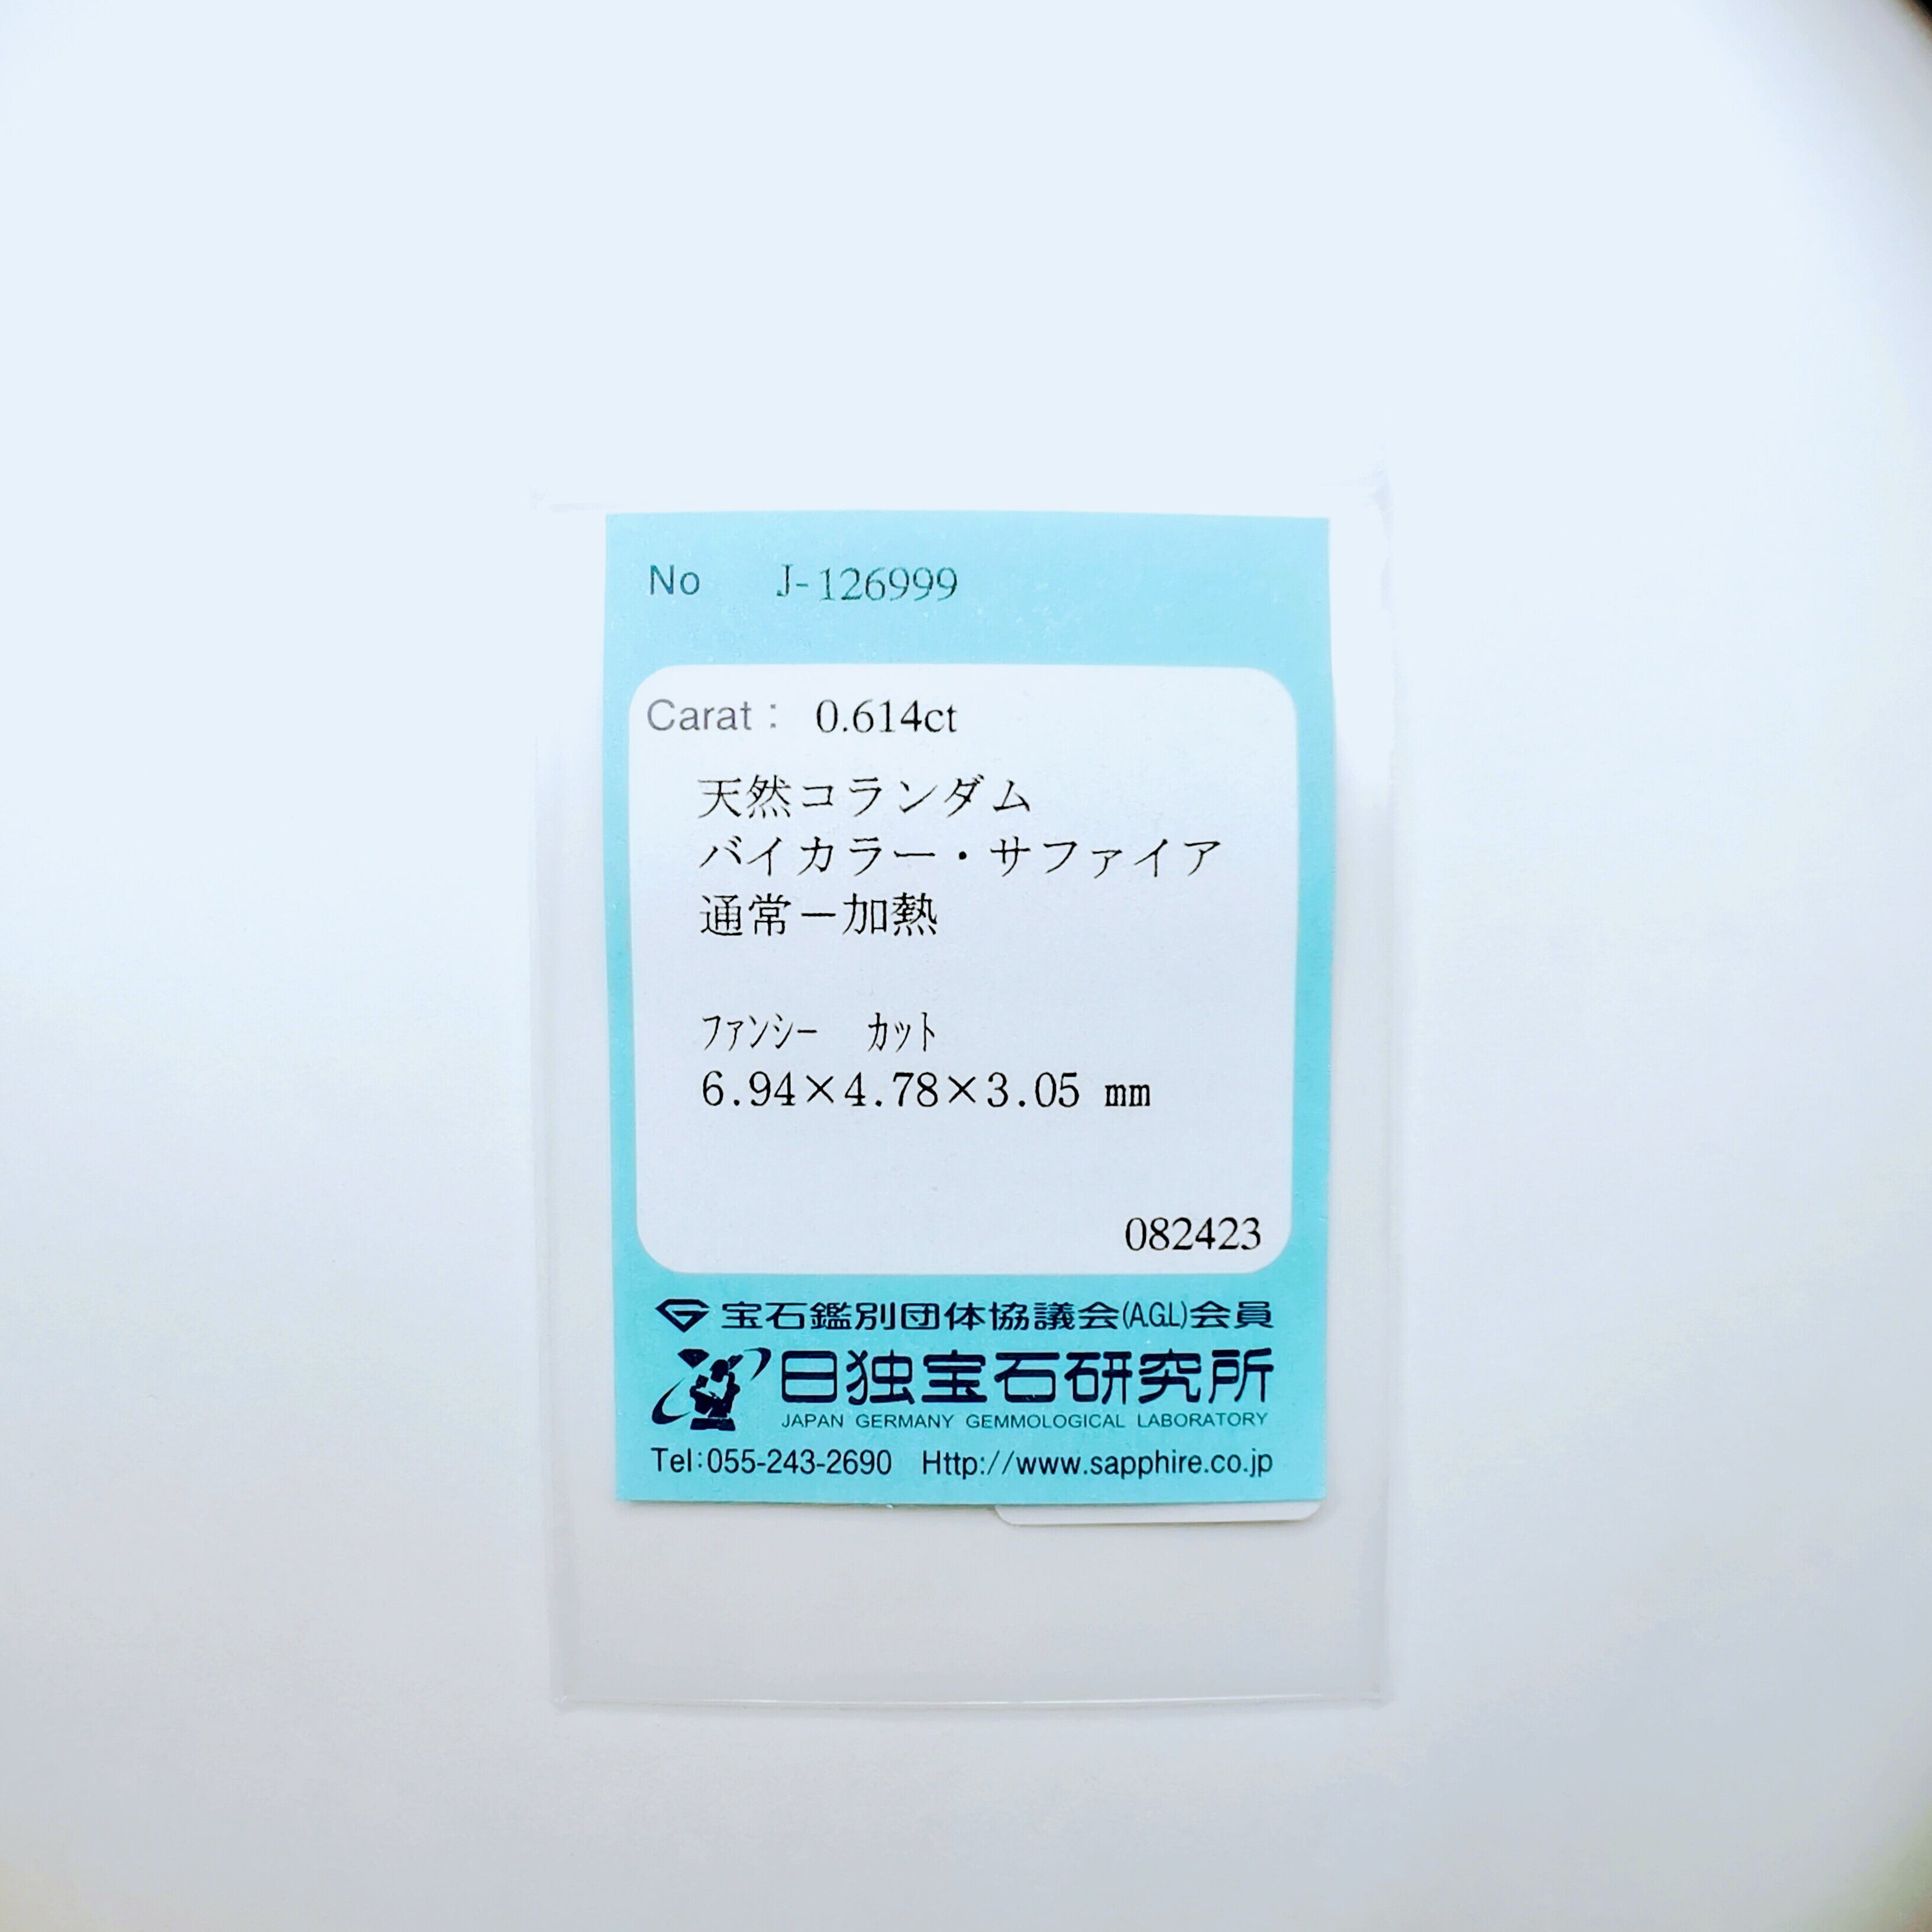 No J-126999
Carat： 0.614ct
天然コランダム
バイカラー・サファイア
通常－加熱
ファンシー カット
6.94×4.78×3.05 mm
082423
宝石鑑別団体協議会(A.G.L)会員
日独宝石研究所
JAPAN GERMANY GEMMOLOGICAL LABORATORY
Tel:055-243-2690 Http://www.sapphire.co.jp